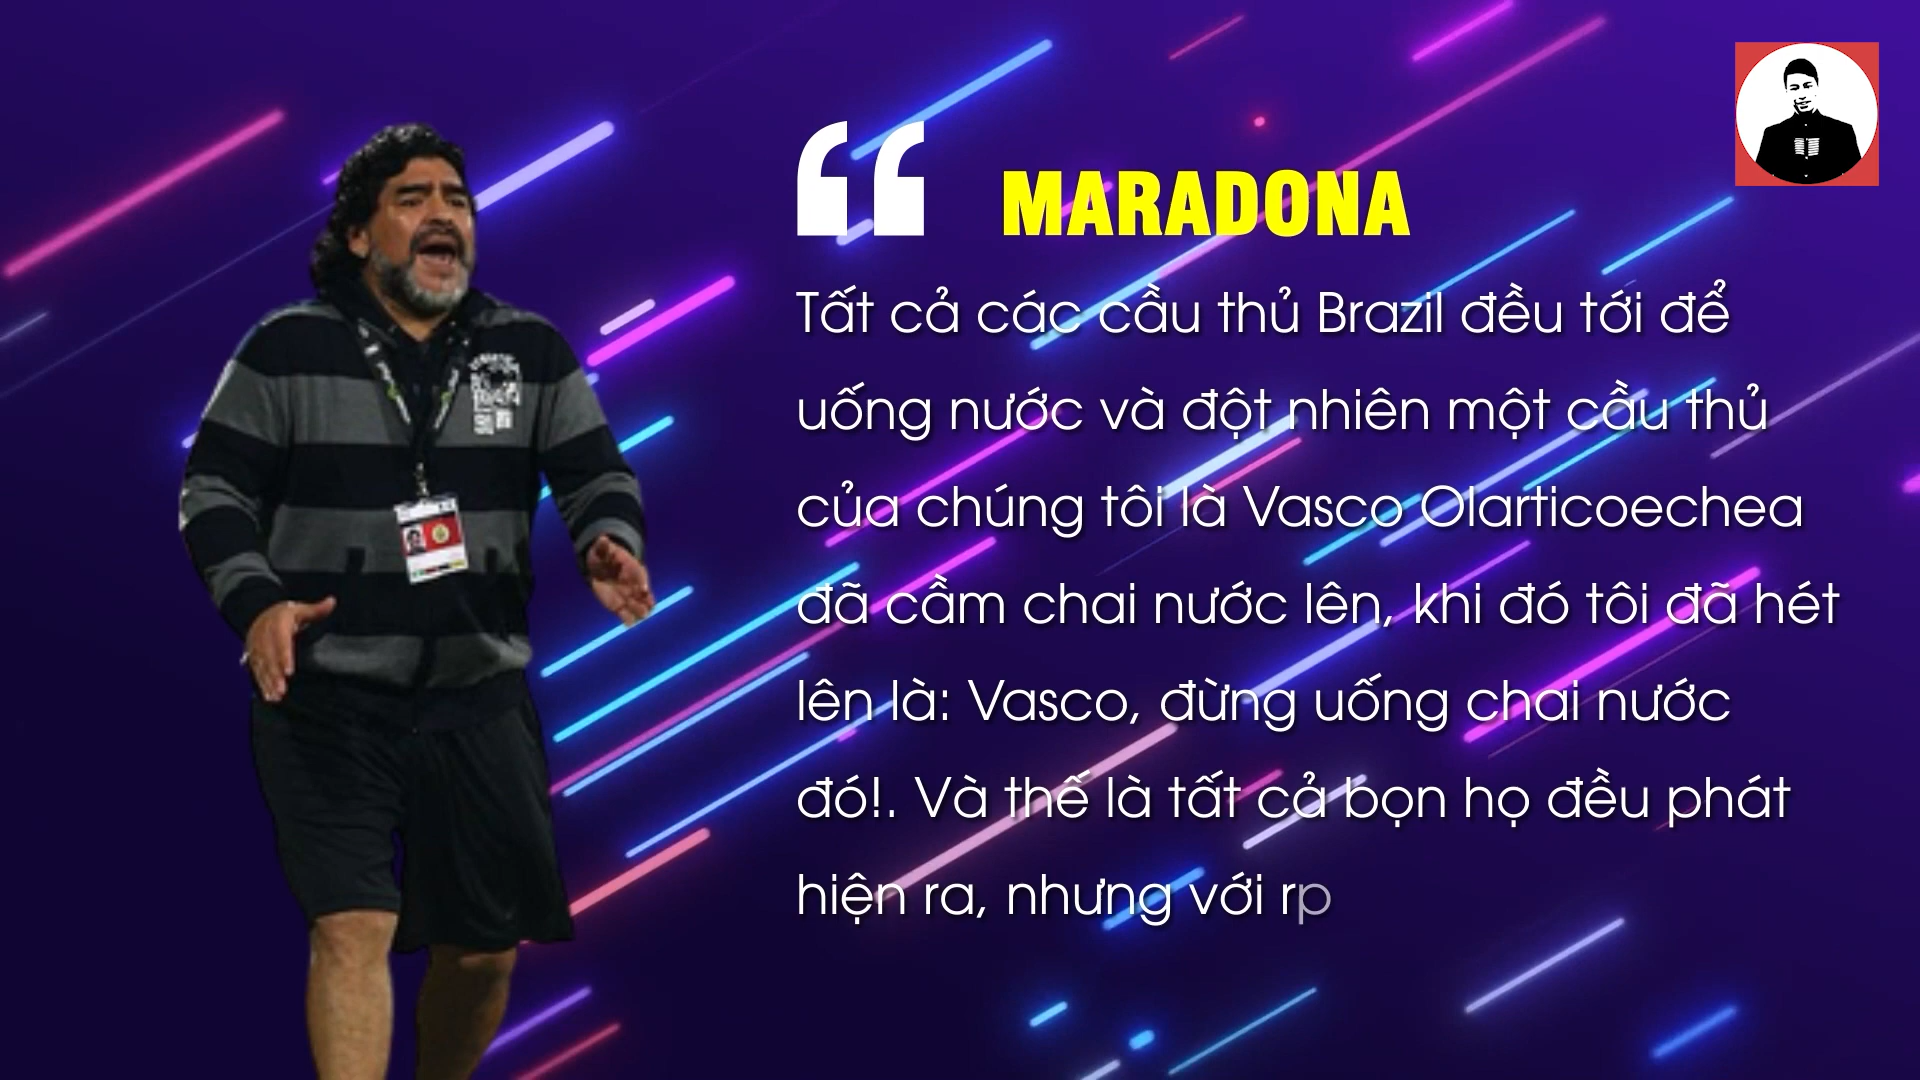 “ MARADONA
Tất cả các cầu thủ Brazil đều tới để
uống nước và đột nhiên một cầu thủ
của chúng tôi là Vasco Olarticoechea
đã cầm chai nước lên, khi đó tôi đã hét
lên là: Vasco, đừng uống chai nước
đó!. Và thế là tất cả bọn họ đều phát
hiện ra, nhưng với rp